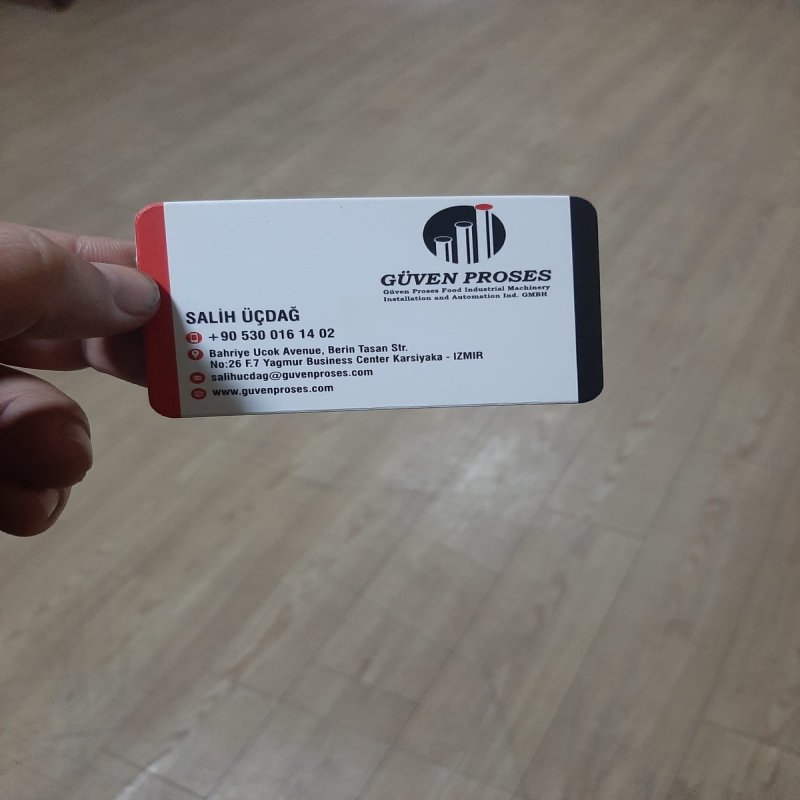 GÜVEN PROSES
Güven Proses Food Industrial Machinery
Installation and Automation Ind. GMBH
SALİH ÜÇDAĞ
+90 530 016 14 02
Bahriye Ucok Avenue, Berin Tasan Str.
No:26 F.7 Yagmur Business Center Karsiyaka - IZMIR
salihucdag@guvenproses.com
www.guvenproses.com